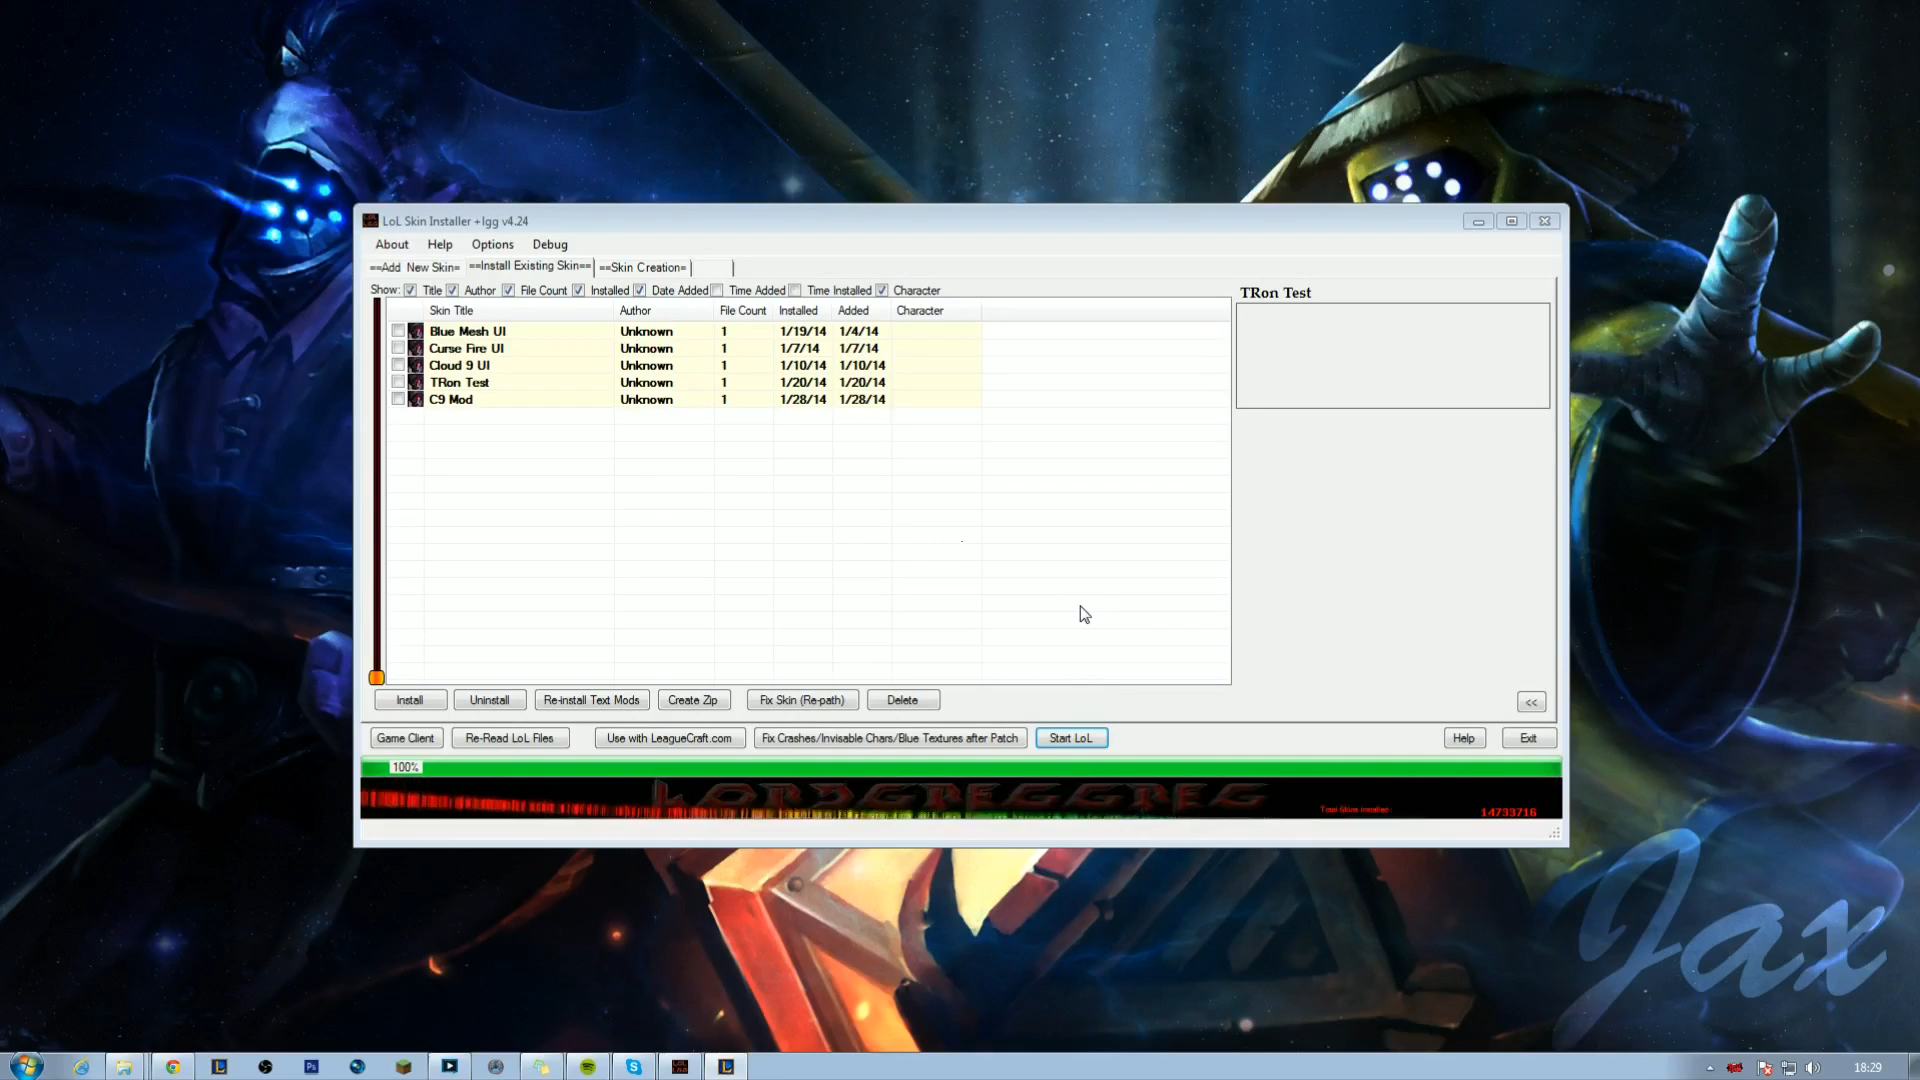 LoL Skin Installer +lgg v4.24
About Help Options Debug
==Add New Skin= ==Install Existing Skin== ==Skin Creation=
Show: Title Author File Count Installed Date Added Time Added Time Installed Character
Skin Title Author File Count Installed Added Character
Blue Mesh UI Unknown 1 1/19/14 1/4/14
Curse Fire UI Unknown 1 1/7/14 1/7/14
Cloud 9 UI Unknown 1 1/10/14 1/10/14
TRon Test Unknown 1 1/20/14 1/20/14
C9 Mod Unknown 1 1/28/14 1/28/14
TRon Test
Install Uninstall Re-install Text Mods Create Zip Fix Skin (Re-path) Delete <<
Game Client Re-Read LoL Files Use with LeagueCraft.com Fix Crashes/Invisable Chars/Blue Textures after Patch Start LoL Help Exit
100%
LORDGREGGREG
Total Skins Installed: 14733716
Jax
18:29